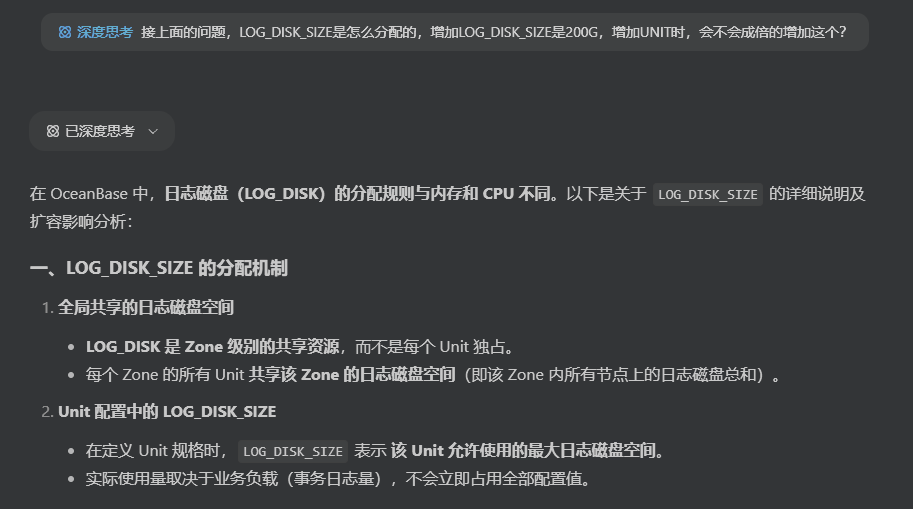 深度思考 接上面的问题，LOG_DISK_SIZE是怎么分配的，增加LOG_DISK_SIZE是200G，增加UNIT时，会不会成倍的增加这个?
已深度思考
在 OceanBase 中，日志磁盘（LOG_DISK）的分配规则与内存和 CPU 不同。以下是关于 LOG_DISK_SIZE 的详细说明及
扩容影响分析：
一、LOG_DISK_SIZE 的分配机制
1. 全局共享的日志磁盘空间
• LOG_DISK 是 Zone 级别的共享资源，而不是每个 Unit 独占。
• 每个 Zone 的所有 Unit 共享该 Zone 的日志磁盘空间（即该 Zone 内所有节点上的日志磁盘总和）。
2. Unit 配置中的 LOG_DISK_SIZE
• 在定义 Unit 规格时，LOG_DISK_SIZE 表示 该 Unit 允许使用的最大日志磁盘空间。
• 实际使用量取决于业务负载（事务日志量），不会立即占用全部配置值。